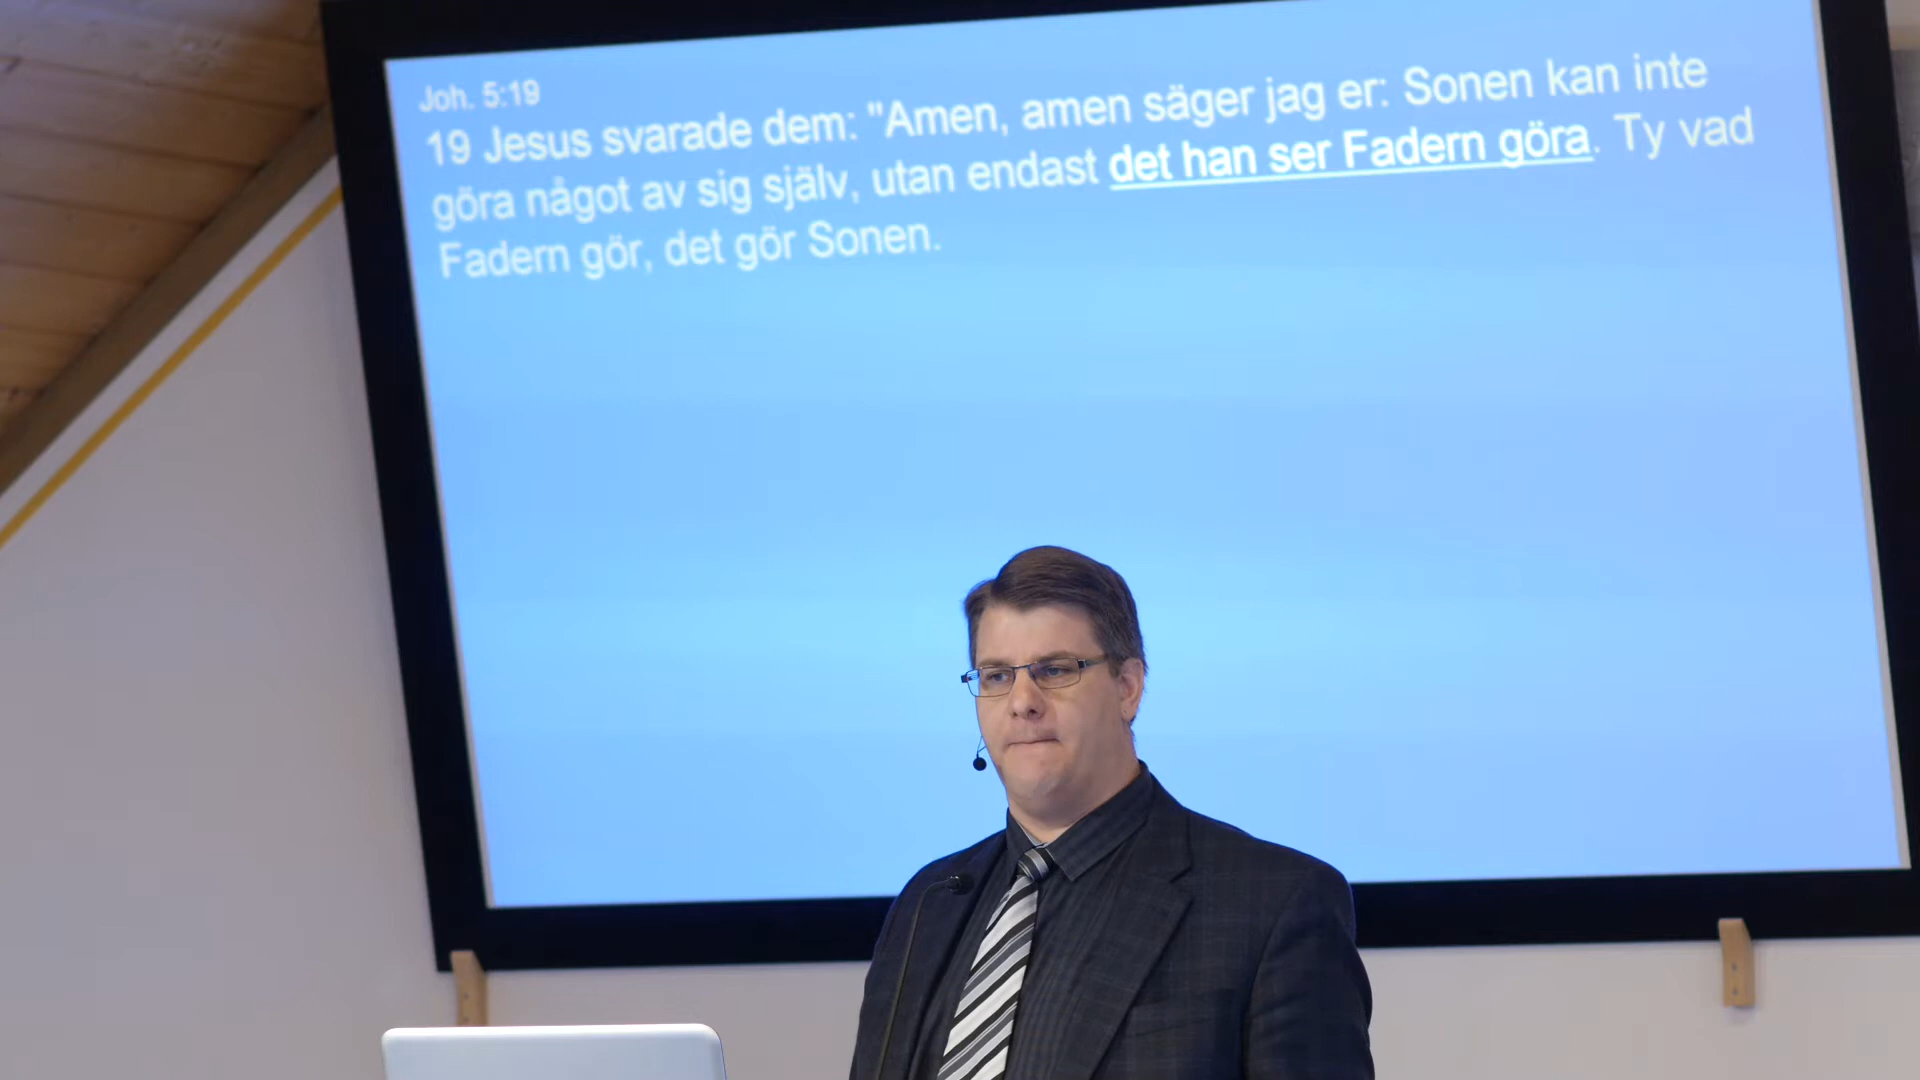 Joh. 5:19
19 Jesus svarade dem: "Amen, amen säger jag er: Sonen kan inte
göra något av sig själv, utan endast det han ser Fadern göra. Ty vad
Fadern gör, det gör Sonen.